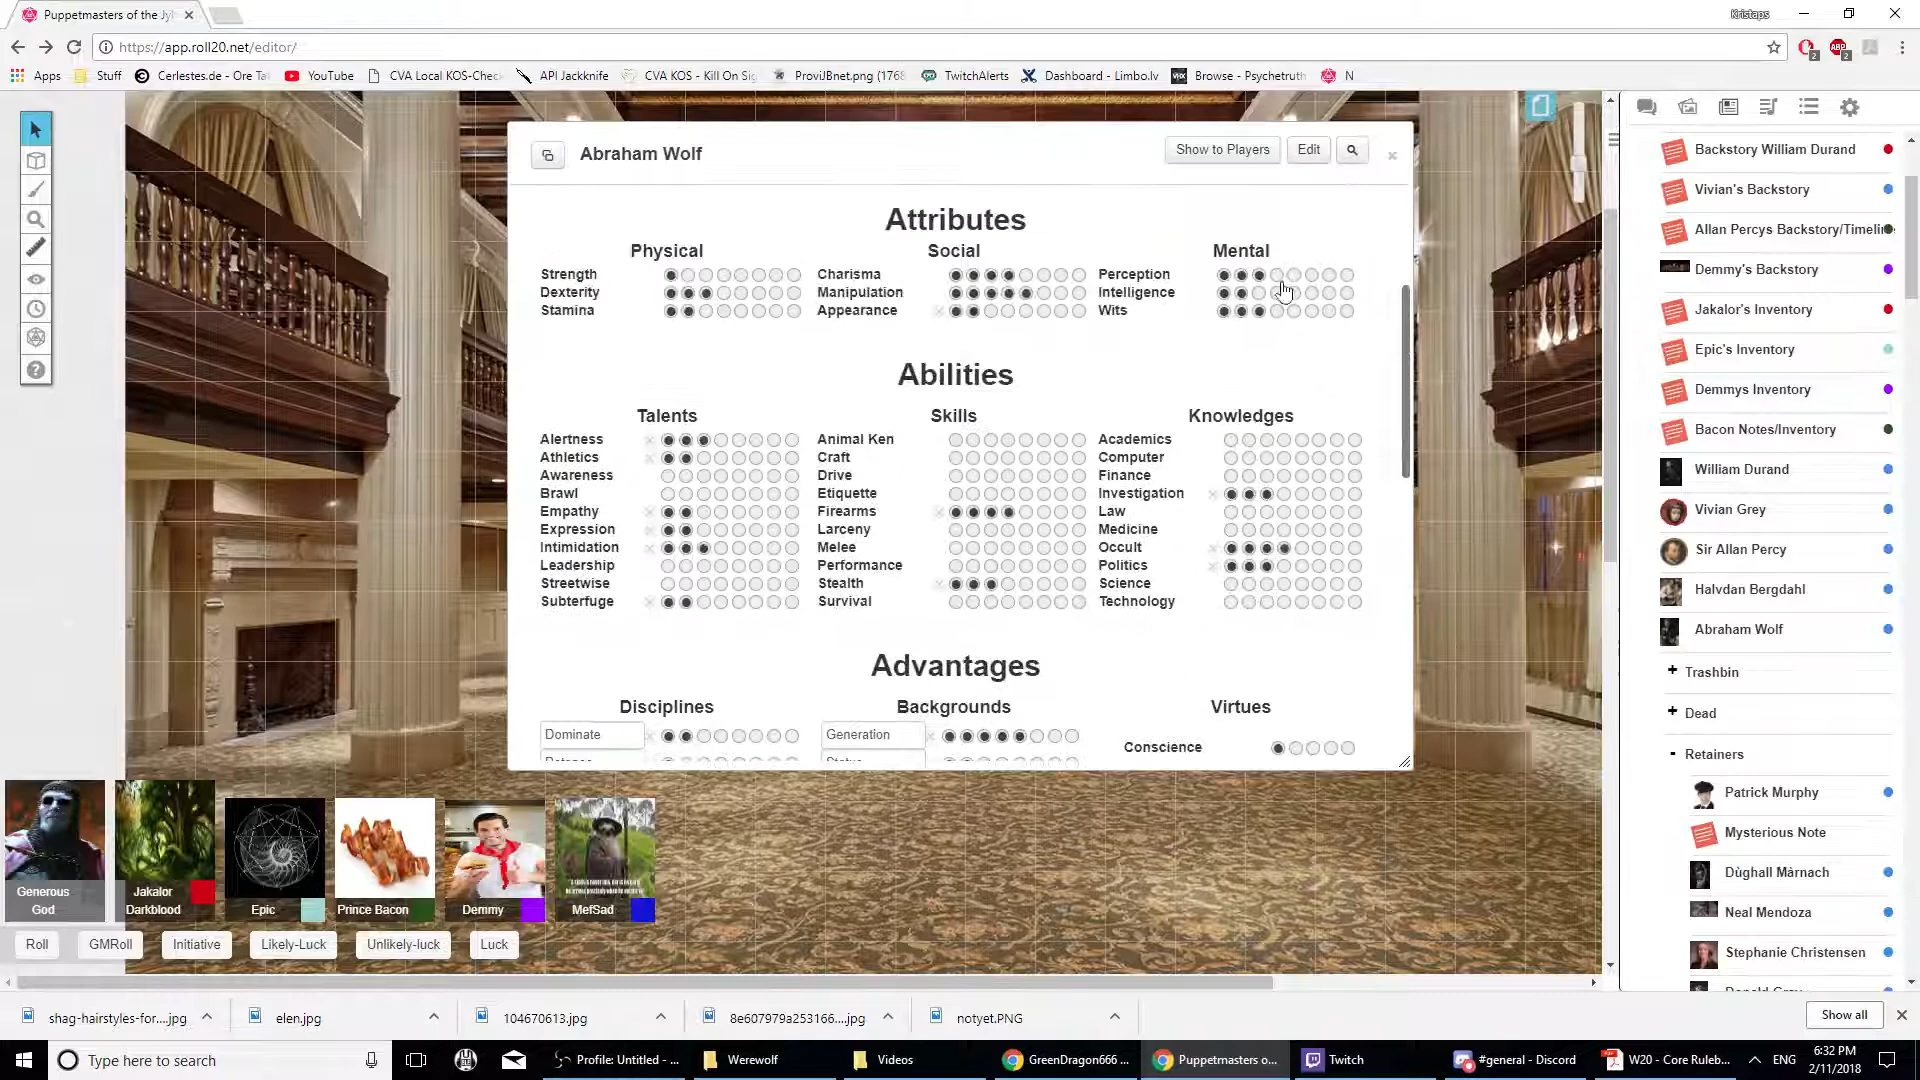 Puppetmasters of the Jyh
Kristaps
https://app.roll20.net/editor/
Apps
Stuff
Cerlestes.de - Ore Ta
YouTube
CVA Local KOS-Check
API Jackknife
CVA KOS - Kill On Sig
ProviJBnet.png (1768
TwitchAlerts
Dashboard - Limbo.lv
Browse - Psychetruth
N
Abraham Wolf
Show to Players
Edit
Attributes
Physical
Social
Mental
Strength
Charisma
Perception
Dexterity
Manipulation
Intelligence
Stamina
Appearance
Wits
Abilities
Talents
Skills
Knowledges
Alertness
Animal Ken
Academics
Athletics
Craft
Computer
Awareness
Drive
Finance
Brawl
Etiquette
Investigation
Empathy
Firearms
Law
Expression
Larceny
Medicine
Intimidation
Melee
Occult
Leadership
Performance
Politics
Streetwise
Stealth
Science
Subterfuge
Survival
Technology
Advantages
Disciplines
Backgrounds
Virtues
Dominate
Generation
Conscience
Backstory William Durand
Vivian's Backstory
Allan Percys Backstory/Timelin
Demmy's Backstory
Jakalor's Inventory
Epic's Inventory
Demmys Inventory
Bacon Notes/Inventory
William Durand
Vivian Grey
Sir Allan Percy
Halvdan Bergdahl
Abraham Wolf
Trashbin
Dead
Retainers
Patrick Murphy
Mysterious Note
Dùghall Màrnach
Neal Mendoza
Stephanie Christensen
Generous God
Jakalor Darkblood
Epic
Prince Bacon
Demmy
MefSad
Roll
GMRoll
Initiative
Likely-Luck
Unlikely-luck
Luck
shag-hairstyles-for....jpg
elen.jpg
104670613.jpg
8e607979a253166....jpg
notyet.PNG
Show all
Type here to search
Profile: Untitled - ...
Werewolf
Videos
GreenDragon666 ...
Puppetmasters o...
Twitch
#general - Discord
W20 - Core Ruleb...
ENG
6:32 PM
2/11/2018